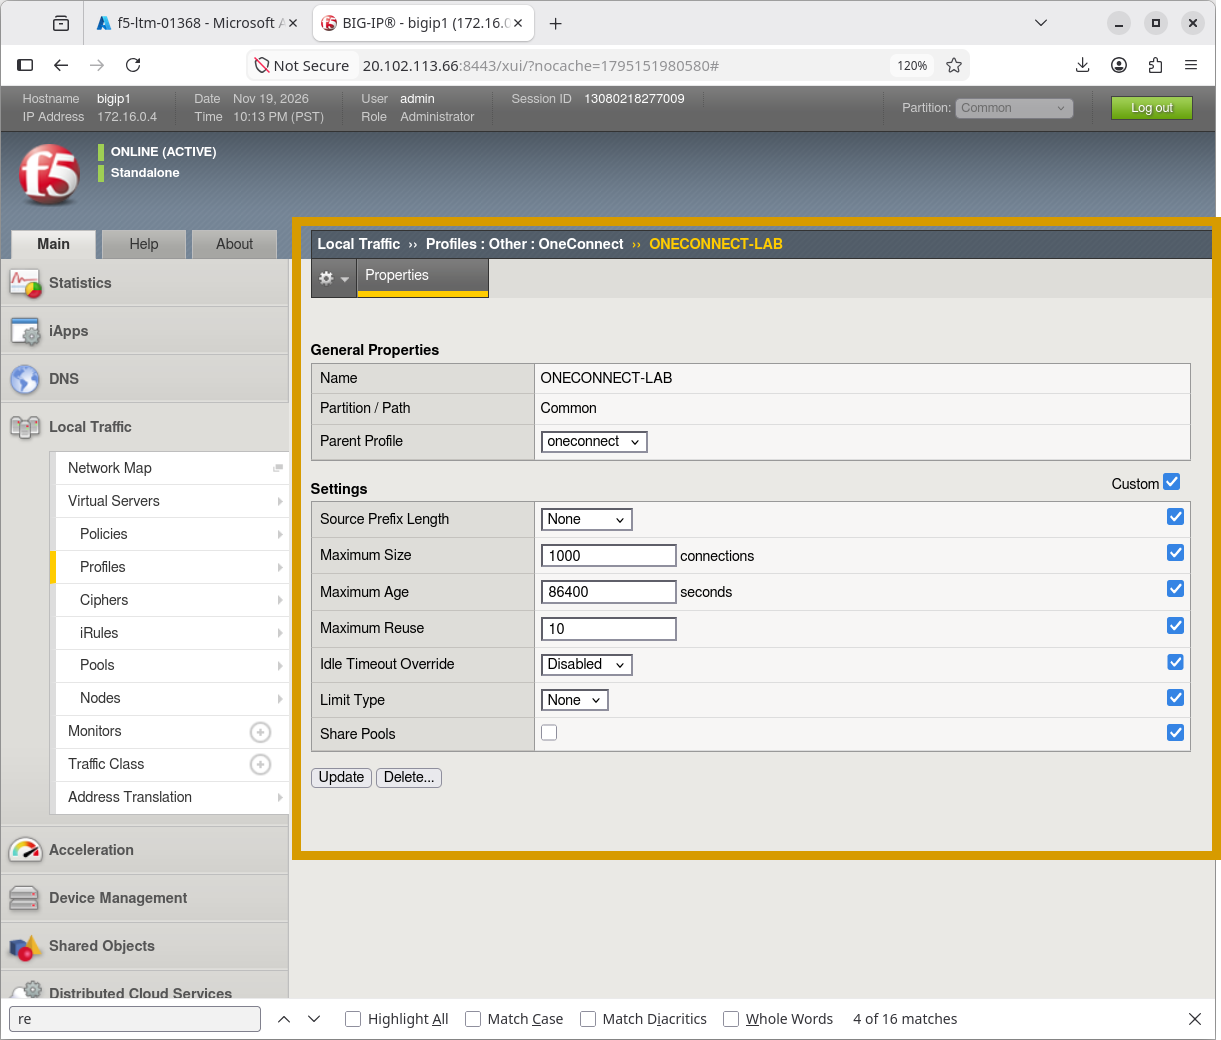 f5-ltm-01368 - Microsoft A
BIG-IP® - bigip1 (172.16.0
Not Secure
20.102.113.66:8443/xui/?nocache=1795151980580#
120%
Hostname bigip1
IP Address 172.16.0.4
Date Nov 19, 2026
Time 10:13 PM (PST)
User admin
Role Administrator
Session ID 13080218277009
Partition: Common
Log out
f5
ONLINE (ACTIVE)
Standalone
Main
Help
About
Statistics
iApps
DNS
Local Traffic
Network Map
Virtual Servers
Policies
Profiles
Ciphers
iRules
Pools
Nodes
Monitors
Traffic Class
Address Translation
Acceleration
Device Management
Shared Objects
Distributed Cloud Services
Local Traffic ›› Profiles : Other : OneConnect ›› ONECONNECT-LAB
Properties
General Properties
Name ONECONNECT-LAB
Partition / Path Common
Parent Profile oneconnect
Settings Custom
Source Prefix Length None
Maximum Size 1000 connections
Maximum Age 86400 seconds
Maximum Reuse 10
Idle Timeout Override Disabled
Limit Type None
Share Pools
Update Delete...
re
Highlight All
Match Case
Match Diacritics
Whole Words
4 of 16 matches